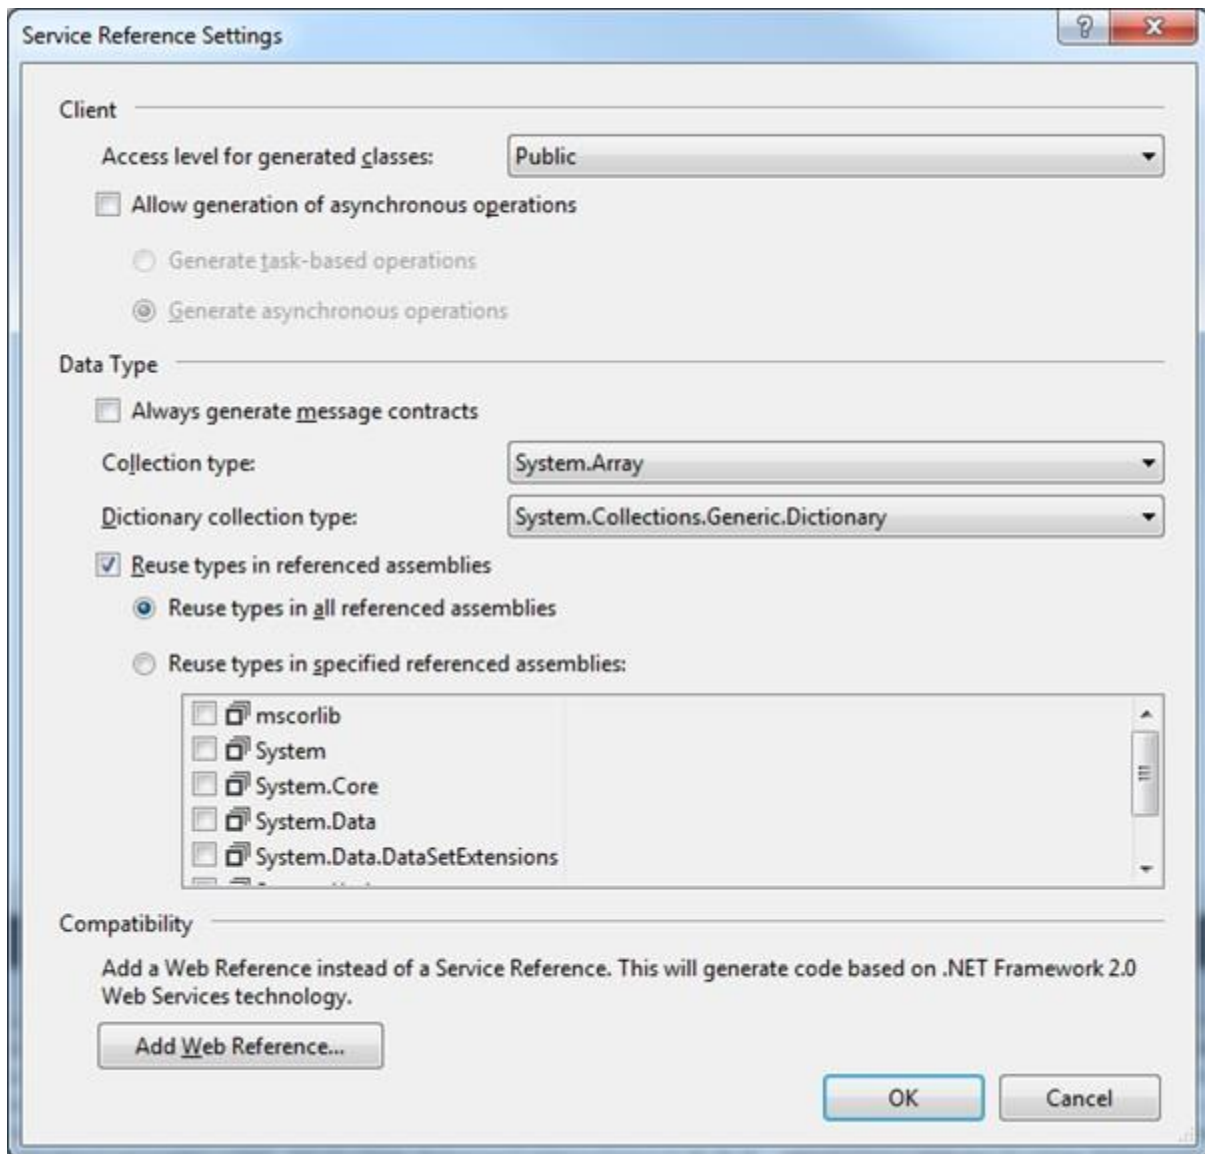 Service Reference Settings
Client
Access level for generated classes: Public
Allow generation of asynchronous operations
Generate task-based operations
Generate asynchronous operations
Data Type
Always generate message contracts
Collection type: System.Array
Dictionary collection type: System.Collections.Generic.Dictionary
Reuse types in referenced assemblies
Reuse types in all referenced assemblies
Reuse types in specified referenced assemblies:
mscorlib
System
System.Core
System.Data
System.Data.DataSetExtensions
Compatibility
Add a Web Reference instead of a Service Reference. This will generate code based on .NET Framework 2.0
Web Services technology.
Add Web Reference...
OK Cancel